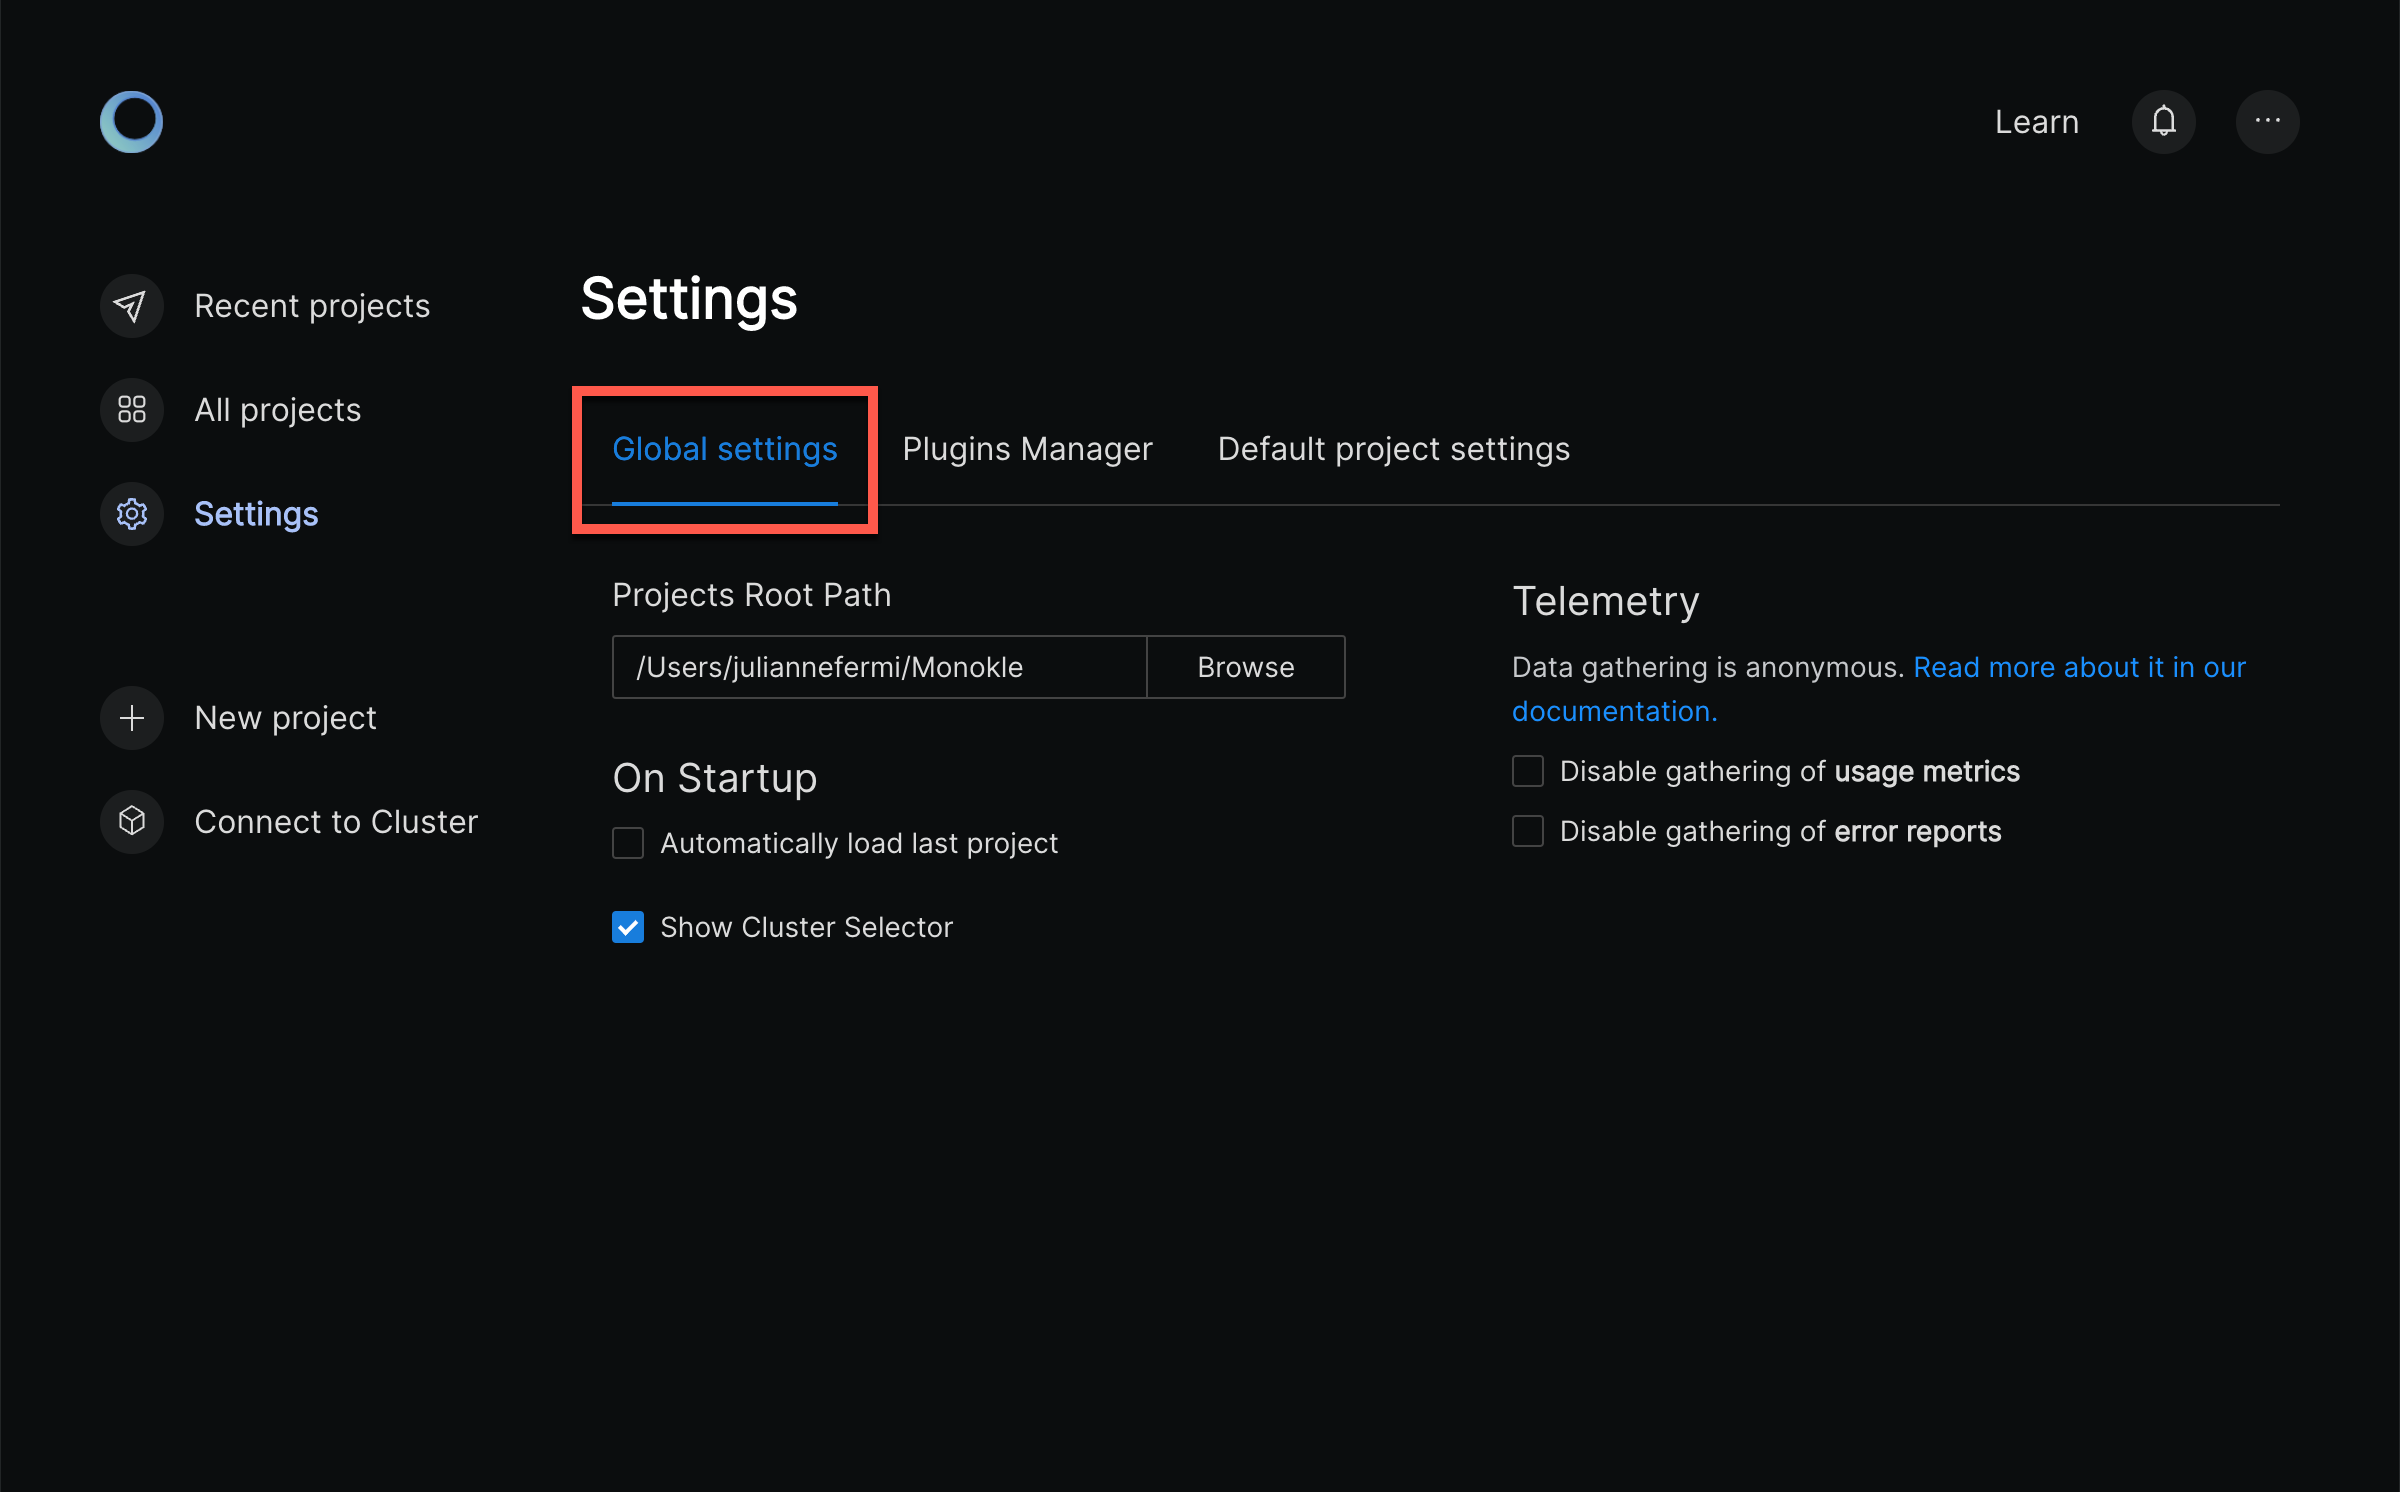 Learn
Recent projects
All projects
Settings
New project
Connect to Cluster
Settings
Global settings
Plugins Manager
Default project settings
Projects Root Path
/Users/juliannefermi/Monokle
Browse
On Startup
Automatically load last project
Show Cluster Selector
Telemetry
Data gathering is anonymous. Read more about it in our
documentation.
Disable gathering of usage metrics
Disable gathering of error reports